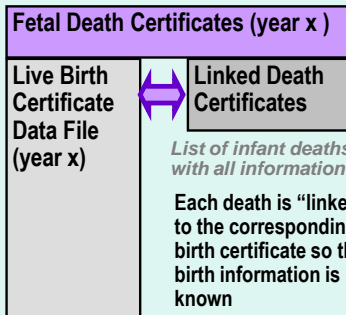 Fetal Death Certificates (year x )
Live Birth
Certificate
Data File
(year x)
Linked Death
Certificates
List of infant deaths
with all information
Each death is “linke
to the correspondin
birth certificate so t
birth information is
known